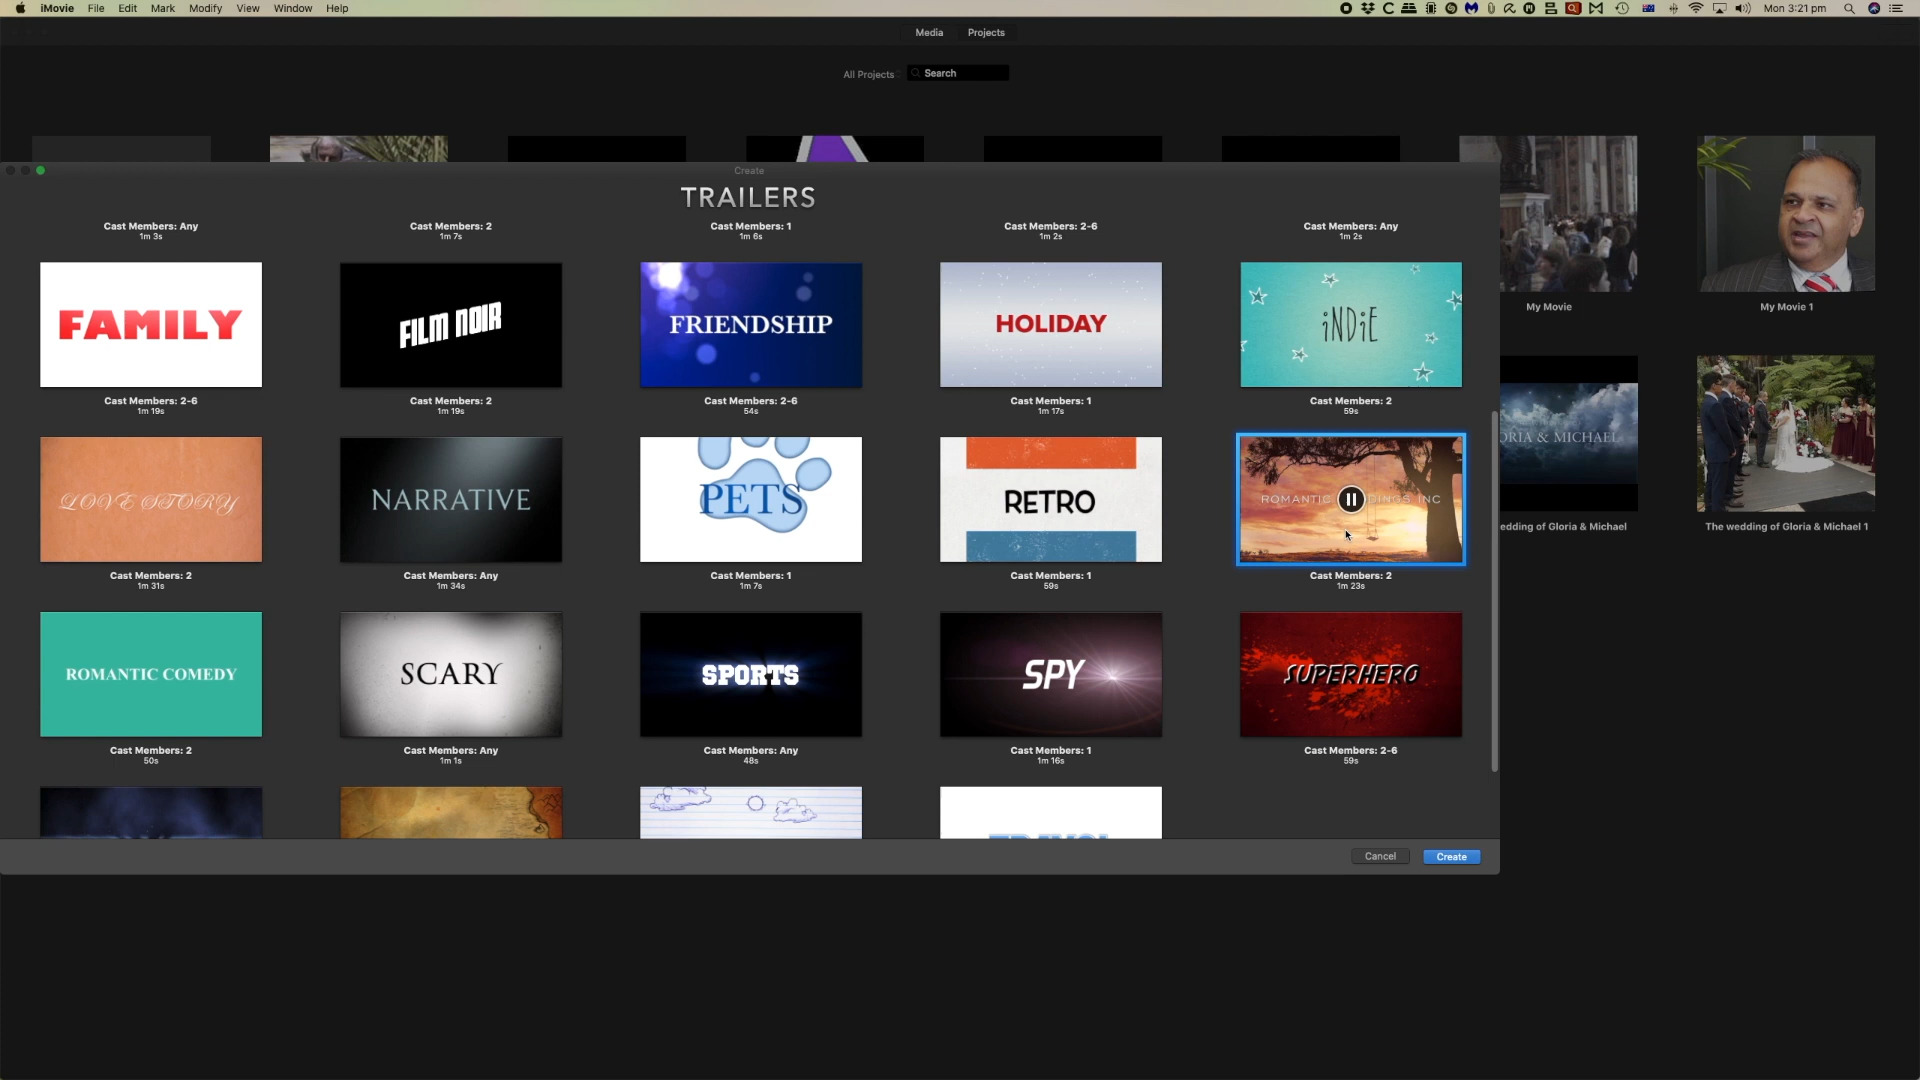 iMovie File Edit Mark Modify View Window Help
Mon 3:21 pm
Media Projects
All Projects Search
Create
TRAILERS
Cast Members: Any
1m 3s
Cast Members: 2
1m 7s
Cast Members: 1
1m 6s
Cast Members: 2-6
1m 2s
Cast Members: Any
1m 2s
FAMILY
Cast Members: 2-6
1m 19s
FILM NOIR
Cast Members: 2
1m 19s
FRIENDSHIP
Cast Members: 2-6
54s
HOLIDAY
Cast Members: 1
1m 17s
iNDiE
Cast Members: 2
59s
My Movie
My Movie 1
LOVE STORY
Cast Members: 2
1m 31s
NARRATIVE
Cast Members: Any
1m 34s
PETS
Cast Members: 1
1m 7s
RETRO
Cast Members: 1
59s
ROMANTIC DINGS INC
Cast Members: 2
1m 23s
ORIA & MICHAEL
edding of Gloria & Michael
The wedding of Gloria & Michael 1
ROMANTIC COMEDY
Cast Members: 2
50s
SCARY
Cast Members: Any
1m 1s
SPORTS
Cast Members: Any
48s
SPY
Cast Members: 1
1m 16s
SUPERHERO
Cast Members: 2-6
59s
Cancel Create